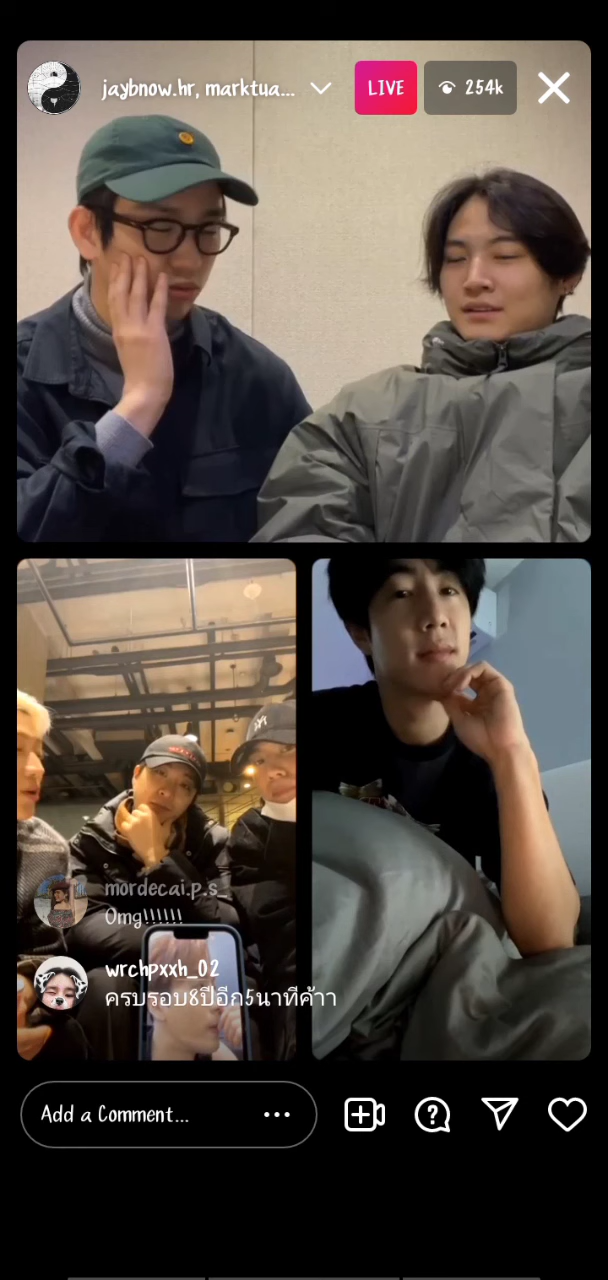 jaybnow.hr, marktua...
LIVE
254k
mordecai.p.s_
Omg!!!!!!
wrchpxxh_02
ครบรอบ8ปีอีก5นาทีค้าา
Add a Comment...